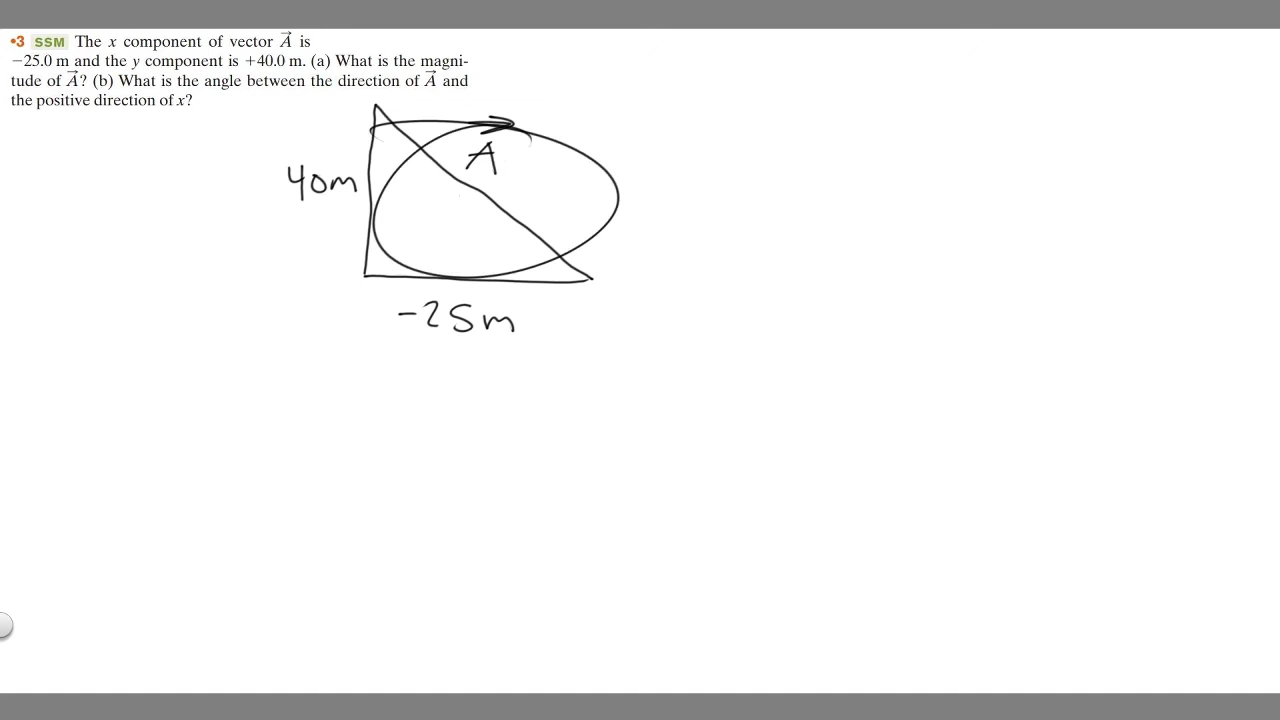 •3 SSM The x component of vector A⃗ is
−25.0 m and the y component is +40.0 m. (a) What is the magni-
tude of A⃗? (b) What is the angle between the direction of A⃗ and
the positive direction of x?
A
40m
-25m